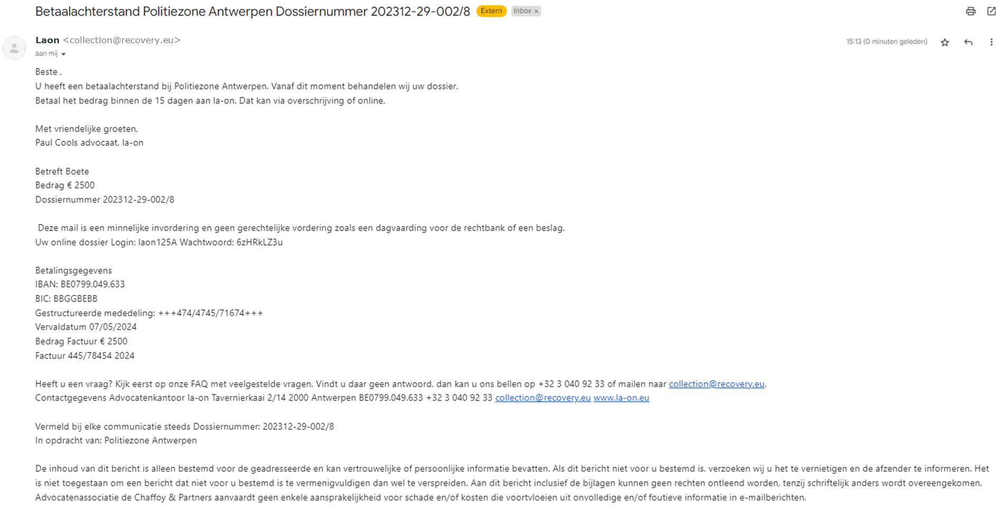 Betaalachterstand Politiezone Antwerpen Dossiernummer 202312-29-002/8 Extern Inbox ×
Laon <collection@recovery.eu> 15:13 (0 minuten geleden)
aan mij
Beste ,
U heeft een betaalachterstand bij Politiezone Antwerpen. Vanaf dit moment behandelen wij uw dossier.
Betaal het bedrag binnen de 15 dagen aan la-on. Dat kan via overschrijving of online.
Met vriendelijke groeten,
Paul Cools advocaat, la-on
Betreft Boete
Bedrag € 2500
Dossiernummer 202312-29-002/8
Deze mail is een minnelijke invordering en geen gerechtelijke vordering zoals een dagvaarding voor de rechtbank of een beslag.
Uw online dossier Login: laon125A Wachtwoord: 6zHRkLZ3u
Betalingsgegevens
IBAN: BE0799.049.633
BIC: BBGGBEBB
Gestructureerde mededeling: +++474/4745/71674+++
Vervaldatum 07/05/2024
Bedrag Factuur € 2500
Factuur 445/78454 2024
Heeft u een vraag? Kijk eerst op onze FAQ met veelgestelde vragen. Vindt u daar geen antwoord, dan kan u ons bellen op +32 3 040 92 33 of mailen naar collection@recovery.eu.
Contactgegevens Advocatenkantoor la-on Tavernierkaai 2/14 2000 Antwerpen BE0799.049.633 +32 3 040 92 33 collection@recovery.eu www.la-on.eu
Vermeld bij elke communicatie steeds Dossiernummer: 202312-29-002/8
In opdracht van: Politiezone Antwerpen
De inhoud van dit bericht is alleen bestemd voor de geadresseerde en kan vertrouwelijke of persoonlijke informatie bevatten. Als dit bericht niet voor u bestemd is, verzoeken wij u het te vernietigen en de afzender te informeren. Het
is niet toegestaan om een bericht dat niet voor u bestemd is te vermenigvuldigen dan wel te verspreiden. Aan dit bericht inclusief de bijlagen kunnen geen rechten ontleend worden, tenzij schriftelijk anders wordt overeengekomen.
Advocatenassociatie de Chaffoy & Partners aanvaardt geen enkele aansprakelijkheid voor schade en/of kosten die voortvloeien uit onvolledige en/of foutieve informatie in e-mailberichten.